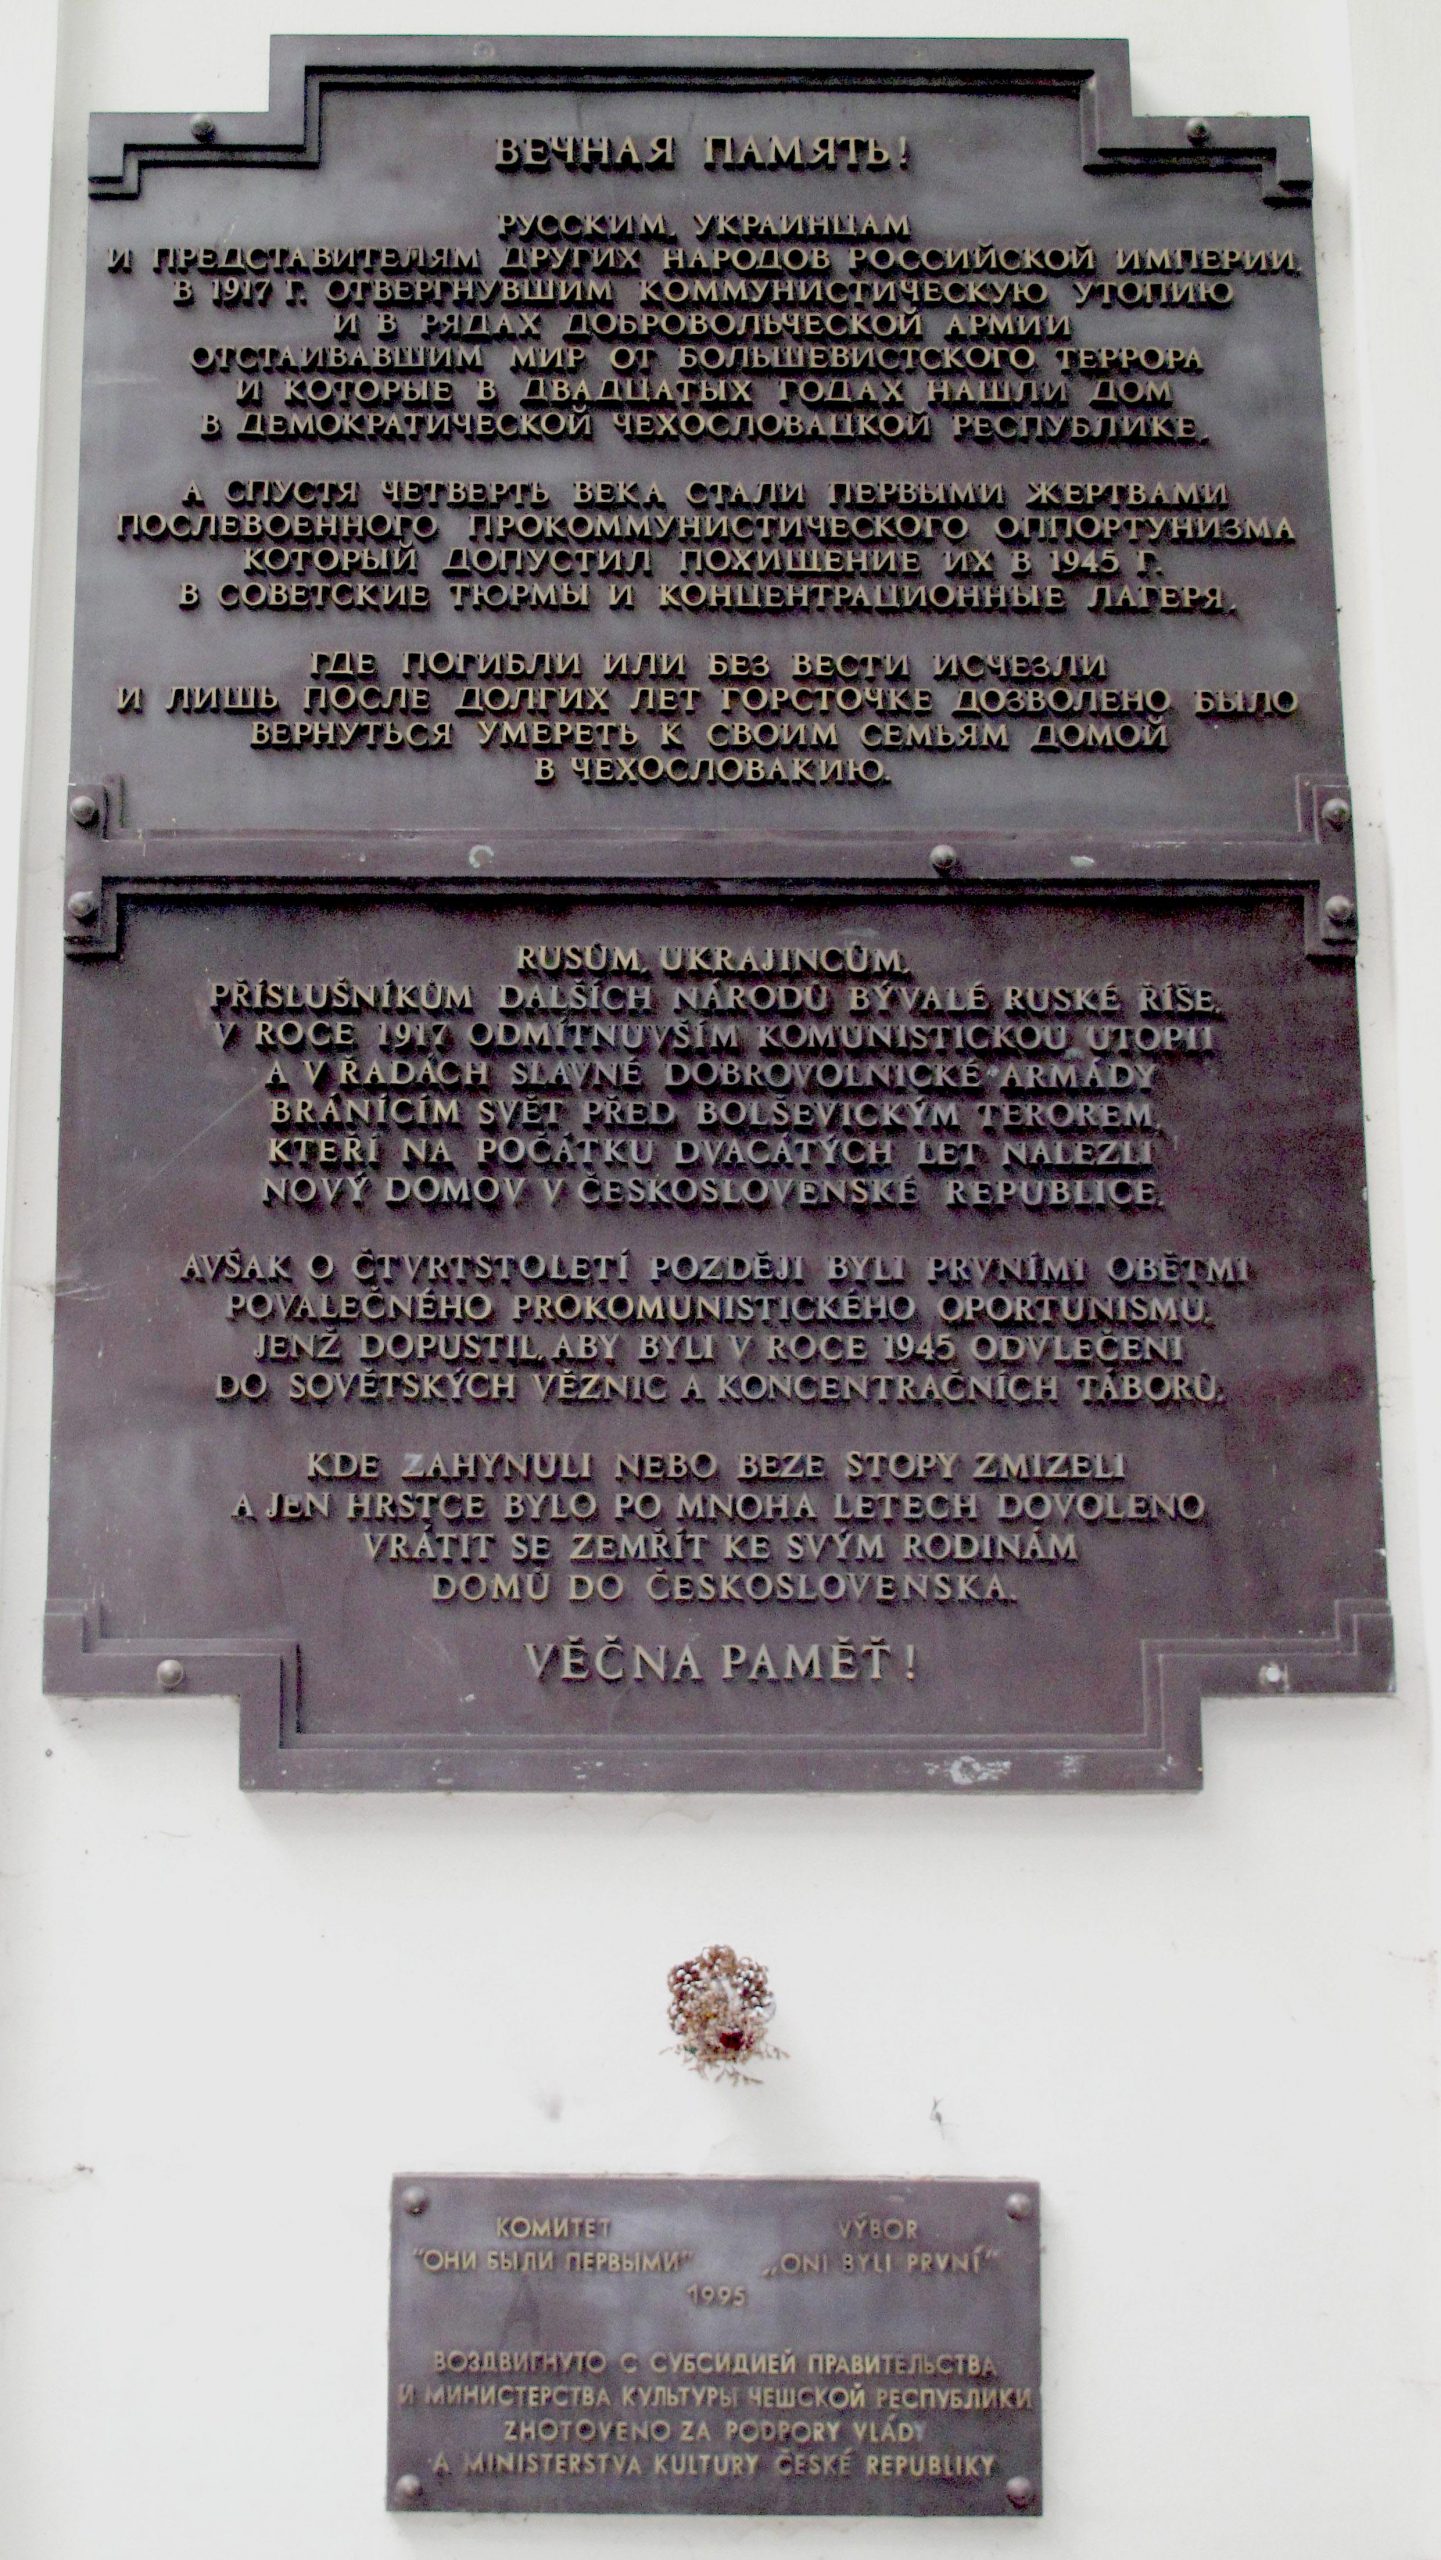 ВЕЧНАЯ ПАМЯТЬ!
РУССКИМ, УКРАИНЦАМ
И ПРЕДСТАВИТЕЛЯМ ДРУГИХ НАРОДОВ РОССИЙСКОЙ ИМПЕРИИ,
В 1917 Г. ОТВЕРГНУВШИМ КОММУНИСТИЧЕСКУЮ УТОПИЮ
И В РЯДАХ ДОБРОВОЛЬЧЕСКОЙ АРМИИ
ОТСТАИВАВШИМ МИР ОТ БОЛЬШЕВИСТСКОГО ТЕРРОРА
И КОТОРЫЕ В ДВАДЦАТЫХ ГОДАХ НАШЛИ ДОМ
В ДЕМОКРАТИЧЕСКОЙ ЧЕХОСЛОВАЦКОЙ РЕСПУБЛИКЕ,
А СПУСТЯ ЧЕТВЕРТЬ ВЕКА СТАЛИ ПЕРВЫМИ ЖЕРТВАМИ
ПОСЛЕВОЕННОГО ПРОКОММУНИСТИЧЕСКОГО ОППОРТУНИЗМА
КОТОРЫЙ ДОПУСТИЛ ПОХИЩЕНИЕ ИХ В 1945 Г.
В СОВЕТСКИЕ ТЮРМЫ И КОНЦЕНТРАЦИОННЫЕ ЛАГЕРЯ,
ГДЕ ПОГИБЛИ ИЛИ БЕЗ ВЕСТИ ИСЧЕЗЛИ
И ЛИШЬ ПОСЛЕ ДОЛГИХ ЛЕТ ГОРСТОЧКЕ ДОЗВОЛЕНО БЫЛО
ВЕРНУТЬСЯ УМЕРЕТЬ К СВОИМ СЕМЬЯМ ДОМОЙ
В ЧЕХОСЛОВАКИЮ.
RUSŮM, UKRAJINCŮM,
PŘÍSLUŠNÍKŮM DALŠÍCH NÁRODŮ BÝVALÉ RUSKÉ ŘÍŠE,
V ROCE 1917 ODMÍTNUVŠÍM KOMUNISTICKOU UTOPII
A V ŘADÁCH SLAVNÉ DOBROVOLNICKÉ ARMÁDY
BRÁNÍCÍM SVĚT PŘED BOLŠEVICKÝM TEROREM,
KTEŘÍ NA POČÁTKU DVACÁTÝCH LET NALEZLI
NOVÝ DOMOV V ČESKOSLOVENSKÉ REPUBLICE,
AVŠAK O ČTVRTSTOLETÍ POZDĚJI BYLI PRVNÍMI OBĚTMI
POVALEČNÉHO PROKOMUNISTICKÉHO OPORTUNISMU,
JENŽ DOPUSTIL, ABY BYLI V ROCE 1945 ODVLEČENI
DO SOVĚTSKÝCH VĚZNIC A KONCENTRAČNÍCH TÁBORŮ,
KDE ZAHYNULI NEBO BEZE STOPY ZMIZELI
A JEN HRSTCE BYLO PO MNOHA LETECH DOVOLENO
VRÁTIT SE ZEMŘÍT KE SVÝM RODINÁM
DOMŮ DO ČESKOSLOVENSKA.
VĚČNA PAMĚŤ!
КОМИТЕТ VÝBOR
"ОНИ БЫЛИ ПЕРВЫМИ" „ONI BYLI PRVNÍ"
1995
ВОЗДВИГНУТО С СУБСИДИЕЙ ПРАВИТЕЛЬСТВА
И МИНИСТЕРСТВА КУЛЬТУРЫ ЧЕШСКОЙ РЕСПУБЛИКИ
ZHOTOVENO ZA PODPORY VLÁDY
A MINISTERSTVA KULTURY ČESKÉ REPUBLIKY